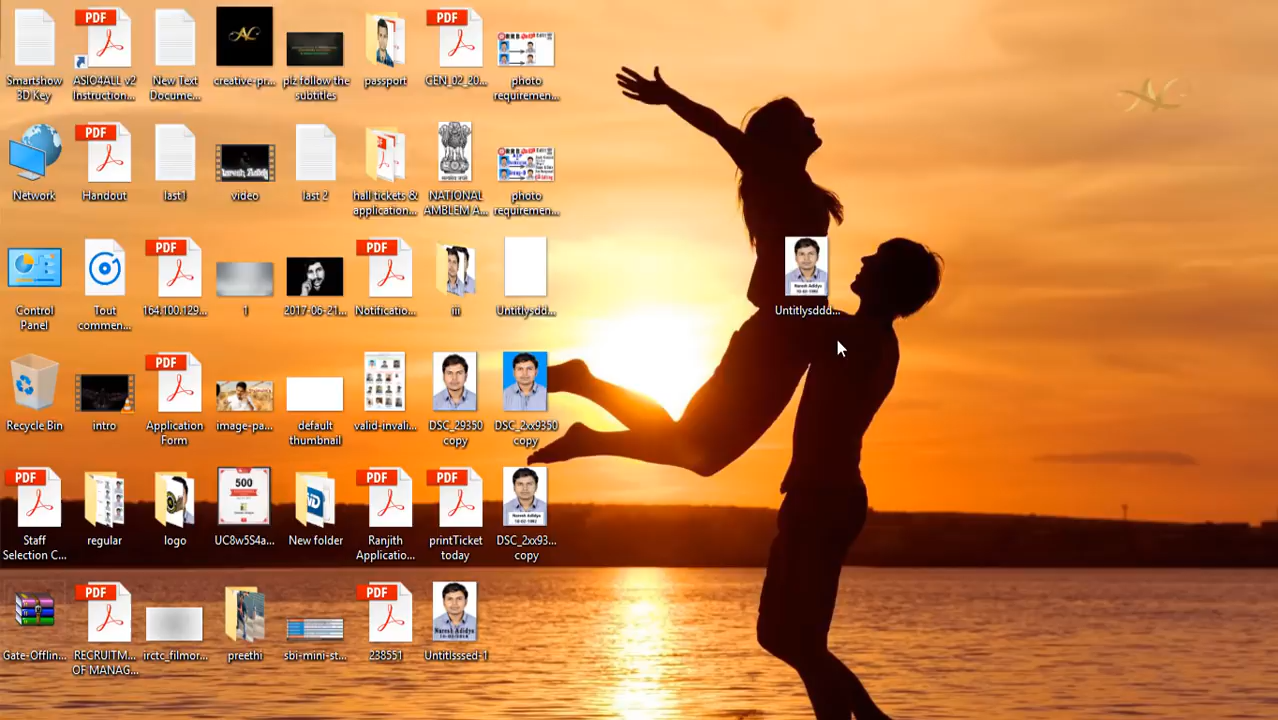 Smartshow
3D Key
PDF
ASIO4ALL v2
Instruction...
New Text
Docume...
creative-pr...
plz follow the
subtitles
passport
PDF
CEN_02_20...
photo
requiremen...
Network
PDF
Handout
last1
video
last 2
hall tickets &
application...
NATIONAL
AMBLEM A...
photo
requiremen...
Control
Panel
Tout
commen...
PDF
164.100.129...
1
2017-06-21...
PDF
Notificatio...
iii
Untitlysdd...
Naresh Adidya
Untitlysddd...
Recycle Bin
intro
PDF
Application
Form
image-pa...
default
thumbnail
valid-invali...
DSC_29350
copy
DSC_2xx9350
copy
PDF
Staff
Selection C...
regular
logo
500
UC8w5S4a...
New folder
PDF
Ranjith
Applicatio...
PDF
printTicket
today
DSC_2xx93...
copy
Gate-Offlin...
PDF
RECRUITM...
OF MANAG...
irctc_filmor...
preethi
sbi-mini-st...
PDF
238551
Naresh Adidya
Untitlsssed-1